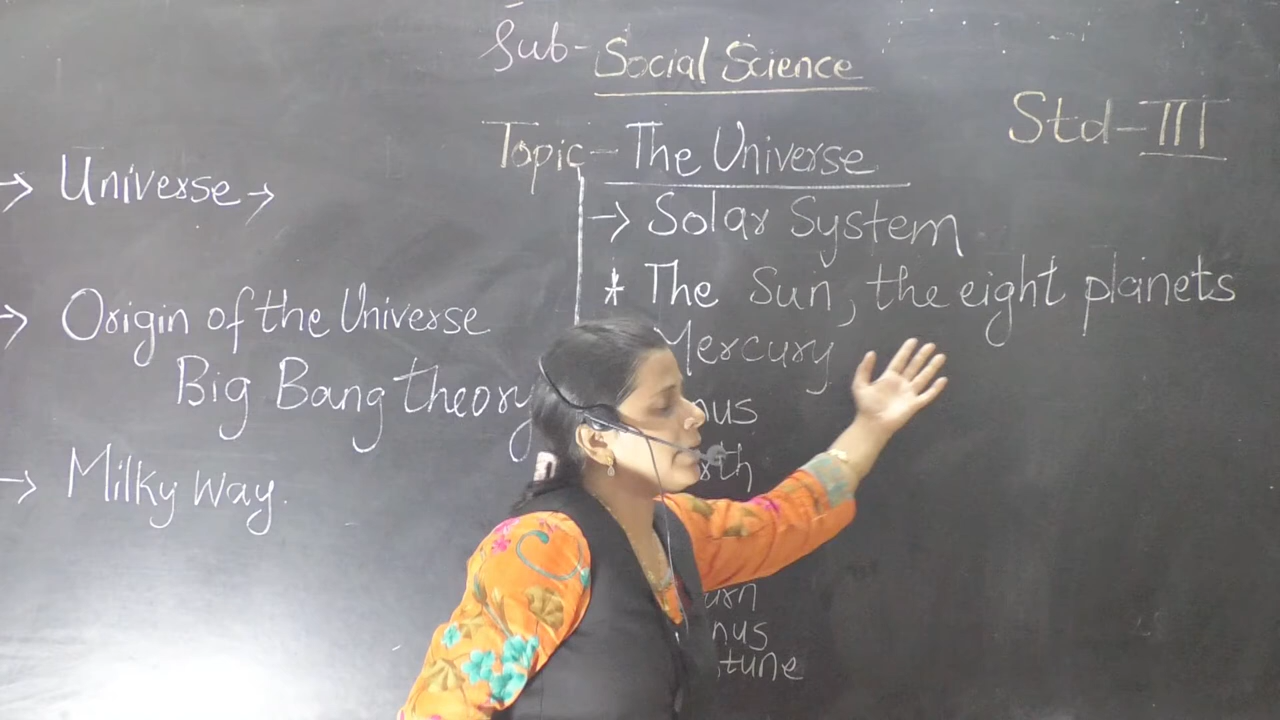 Sub- Social Science
Std-III
Topic- The Universe
→ Universe →
→ Solar System
* The Sun, the eight planets
→ Origin of the Universe
Mercury
Big Bang theory
nus
rth
→ Milky Way.
urn
nus
tune